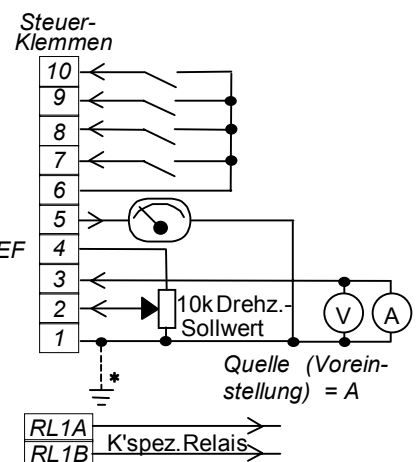 Steuer-
Klemmen
10
9
8
7
6
5
EF 4
3
2 10k Drehz.-
Sollwert
V A
1
Quelle (Vorein-
stellung) = A
*
RL1A
K'spez.Relais
RL1B